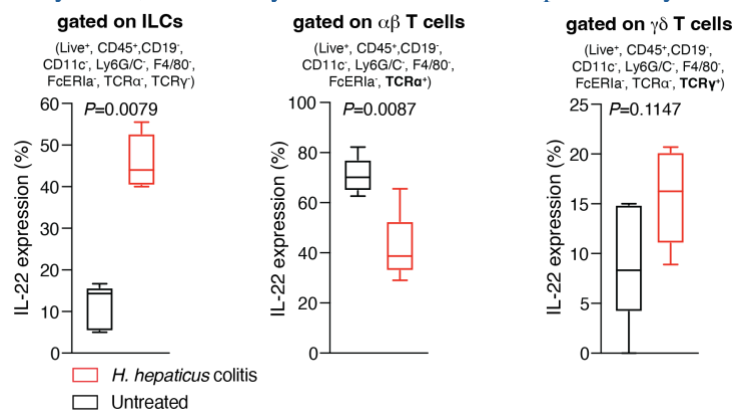 gated on ILCs
(Live⁺, CD45⁺,CD19⁻,
CD11c⁻, Ly6G/C⁻, F4/80⁻,
FcERIa⁻, TCRα⁻, TCRγ⁻)
P=0.0079
IL-22 expression (%)
60
50
40
30
20
10
0
gated on αβ T cells
(Live⁺, CD45⁺,CD19⁻,
CD11c⁻, Ly6G/C⁻, F4/80⁻,
FcERIa⁻, TCRα⁺)
P=0.0087
IL-22 expression (%)
100
80
60
40
20
0
gated on γδ T cells
(Live⁺, CD45⁺,CD19⁻,
CD11c⁻, Ly6G/C⁻, F4/80⁻,
FcERIa⁻, TCRα⁻, TCRγ⁺)
P=0.1147
IL-22 expression (%)
25
20
15
10
5
0
H. hepaticus colitis
Untreated